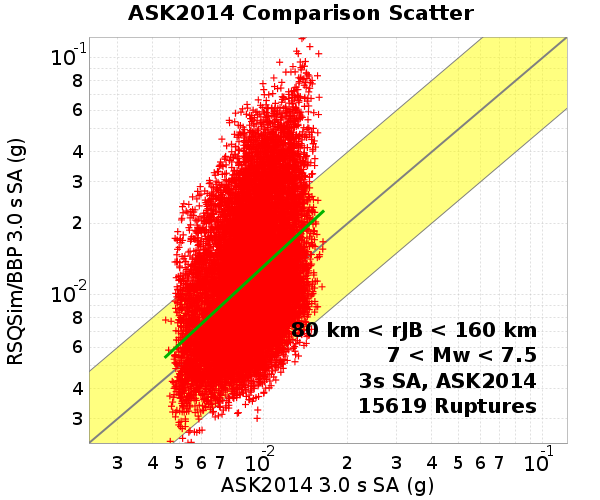 ASK2014 Comparison Scatter
RSQSim/BBP 3.0 s SA (g)
10⁻¹
8
6
4
3
2
10⁻²
8
6
4
3
80 km < rJB < 160 km
7 < Mw < 7.5
3s SA, ASK2014
15619 Ruptures
3 4 5 6 7 10⁻² 2 3 4 5 6 7 10⁻¹
ASK2014 3.0 s SA (g)